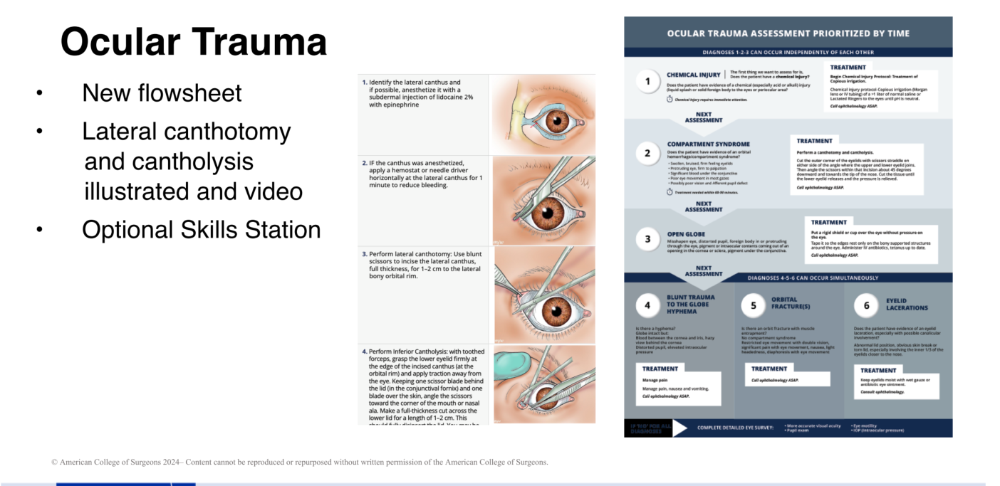 Ocular Trauma
• New flowsheet
• Lateral canthotomy
and cantholysis
illustrated and video
• Optional Skills Station
1. Identify the lateral canthus and
if possible, anesthetize it with a
subdermal injection of lidocaine 2%
with epinephrine
2. IF the canthus was anesthetized,
apply a hemostat or needle driver
horizontally at the lateral canthus for 1
minute to reduce bleeding.
3. Perform lateral canthotomy: Use blunt
scissors to incise the lateral canthus,
full thickness, for 1–2 cm to the lateral
bony orbital rim.
4. Perform Inferior Cantholysis: with toothed
forceps, grasp the lower eyelid firmly at
the edge of the incised canthus (at the
orbital rim) and apply traction away from
the eye. Keeping one scissor blade behind
the lid (in the conjunctival fornix) and one
blade over the skin, angle the scissors
toward the corner of the mouth or nasal
ala. Make a full-thickness cut across the
lower lid for a length of 1–2 cm. This
OCULAR TRAUMA ASSESSMENT PRIORITIZED BY TIME
DIAGNOSES 1-2-3 CAN OCCUR INDEPENDENTLY OF EACH OTHER
1
CHEMICAL INJURY
The first thing we want to assess for is,
Does the patient have a chemical injury?
Does the patient have evidence of a chemical (especially acid or alkali) injury
(liquid splash or solid foreign body to the eyes or periocular area)?
Chemical injury requires immediate attention.
TREATMENT
Begin Chemical Injury Protocol: Treatment of
Copious Irrigation.
Chemical injury protocol-Copious irrigation (Morgan
lens or IV tubing) of a >1 liter of normal saline or
Lactated Ringers to the eyes until pH is neutral.
Call ophthalmology ASAP.
NEXT
ASSESSMENT
2
COMPARTMENT SYNDROME
Does the patient have evidence of an orbital
hemorrhage/compartment syndrome?
• Swollen, bruised, firm feeling eyelids
• Protruding eye, firm to palpation
• Significant blood under the conjunctiva
• Poor eye movement in most gazes
• Possibly poor vision and Afferent pupil defect
Treatment needed within 60-90 minutes.
TREATMENT
Perform a canthotomy and cantholysis.
Cut the outer corner of the eyelids with scissors straddle on
either side of the angle where the upper and lower eyelid joins.
Then angle the scissors within that incision about 45 degrees
downward and towards the tip of the nose. Cut the tissue until
the lower eyelid releases and the pressure is relieved.
Call ophthalmology ASAP.
NEXT
ASSESSMENT
3
OPEN GLOBE
Misshapen eye, distorted pupil, foreign body in or protruding
through the eye, pigment or intraocular contents coming out of an
opening in the cornea or sclera, pigment under the conjunctiva.
TREATMENT
Put a rigid shield or cup over the eye without pressure on
the eye.
Tape it so the edges rest only on the bony supported structures
around the eye. Administer IV antibiotics, tetanus up to date.
Call ophthalmology ASAP.
NEXT
ASSESSMENT
DIAGNOSES 4-5-6 CAN OCCUR SIMULTANEOUSLY
4
BLUNT TRAUMA
TO THE GLOBE
HYPHEMA
Is there a hyphema?
Globe intact but:
Blood between the cornea and iris, hazy
view behind the cornea
Distorted pupil, elevated intraocular
pressure
TREATMENT
Manage pain
Manage pain, nausea and vomiting.
Call ophthalmology ASAP.
5
ORBITAL
FRACTURE(S)
Is there an orbit fracture with muscle
entrapment?
No compartment syndrome
Restricted eye movement with double vision,
significant pain with eye movement, nausea, light
headedness, diaphoresis with eye movement
TREATMENT
Call ophthalmology ASAP.
6
EYELID
LACERATIONS
Does the patient have evidence of an eyelid
laceration, especially with possible canalicular
involvement?
Abnormal lid position, obvious skin break or
torn lid, especially involving the inner 1/3 of the
eyelids closer to the nose.
TREATMENT
Keep eyelids moist with wet gauze or
antibiotic eye ointment.
Consult ophthalmology.
IF "NO" FOR ALL
DIAGNOSIS
COMPLETE DETAILED EYE SURVEY:
• More accurate visual acuity
• Pupil exam
• Eye motility
• IOP (Intraocular pressure)
© American College of Surgeons 2024– Content cannot be reproduced or repurposed without written permission of the American College of Surgeons.